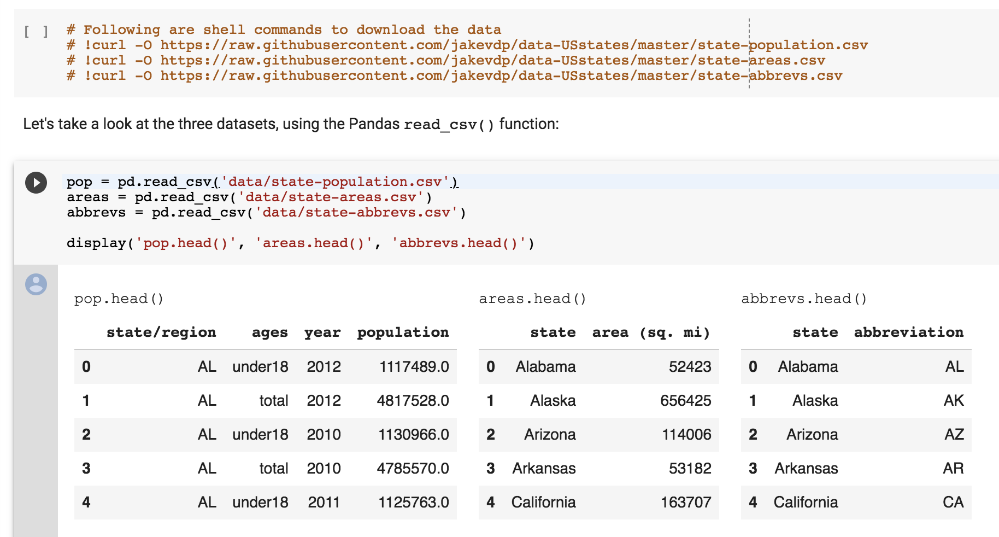 [ ] # Following are shell commands to download the data
# !curl -O https://raw.githubusercontent.com/jakevdp/data-USstates/master/state-population.csv
# !curl -O https://raw.githubusercontent.com/jakevdp/data-USstates/master/state-areas.csv
# !curl -O https://raw.githubusercontent.com/jakevdp/data-USstates/master/state-abbrevs.csv
Let's take a look at the three datasets, using the Pandas read_csv() function:
pop = pd.read_csv('data/state-population.csv')
areas = pd.read_csv('data/state-areas.csv')
abbrevs = pd.read_csv('data/state-abbrevs.csv')
display('pop.head()', 'areas.head()', 'abbrevs.head()')
pop.head()
state/region ages year population
0 AL under18 2012 1117489.0
1 AL total 2012 4817528.0
2 AL under18 2010 1130966.0
3 AL total 2010 4785570.0
4 AL under18 2011 1125763.0
areas.head()
state area (sq. mi)
0 Alabama 52423
1 Alaska 656425
2 Arizona 114006
3 Arkansas 53182
4 California 163707
abbrevs.head()
state abbreviation
0 Alabama AL
1 Alaska AK
2 Arizona AZ
3 Arkansas AR
4 California CA